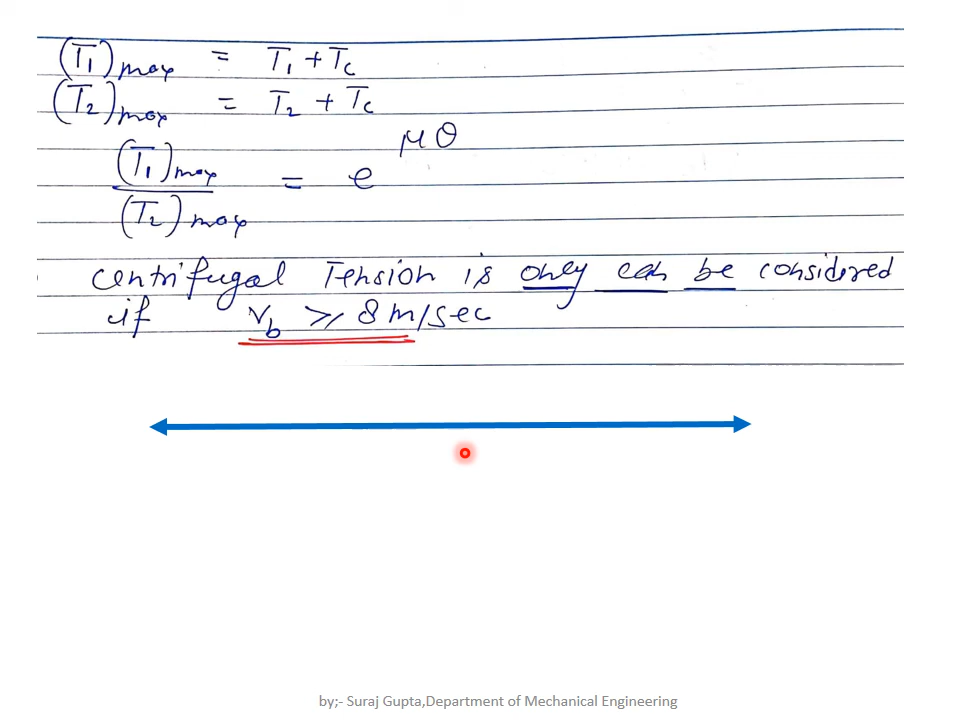 (T₁)max = T₁ + Tc
(T₂)max = T₂ + Tc
(T₁)max / (T₂)max = e^μθ
Centrifugal Tension is only can be considered
if Vb ⩾ 8 m/sec
by;- Suraj Gupta,Department of Mechanical Engineering